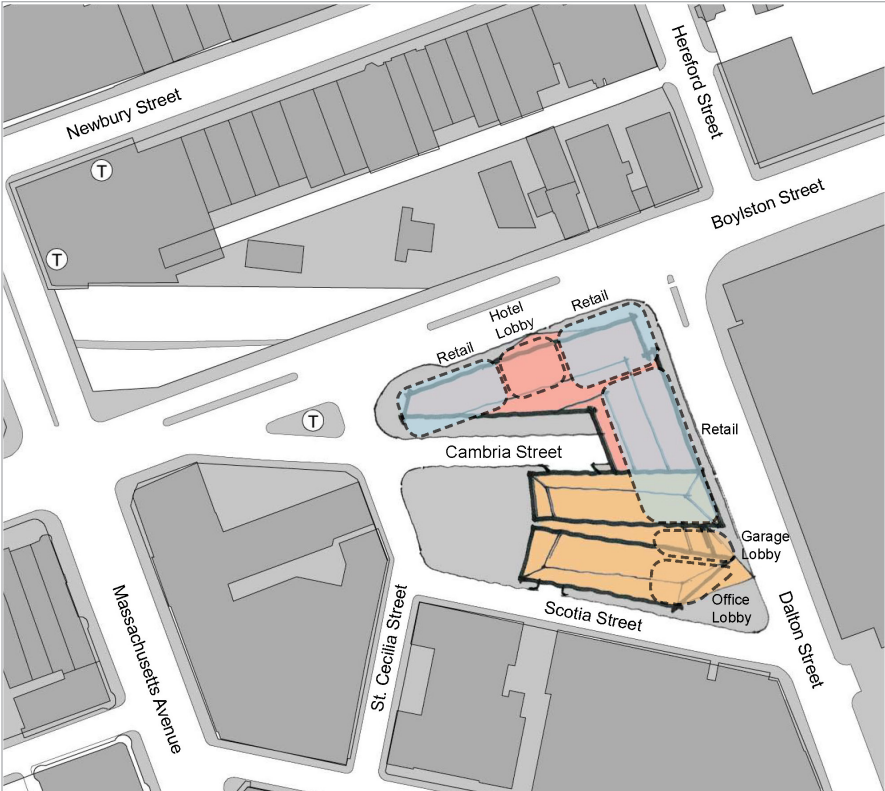 Newbury Street
Hereford Street
T
Boylston Street
T
Hotel
Lobby
Retail
Retail
T
Retail
Cambria Street
Garage
Lobby
Massachusetts Avenue
St. Cecilia Street
Scotia Street
Office
Lobby
Dalton Street